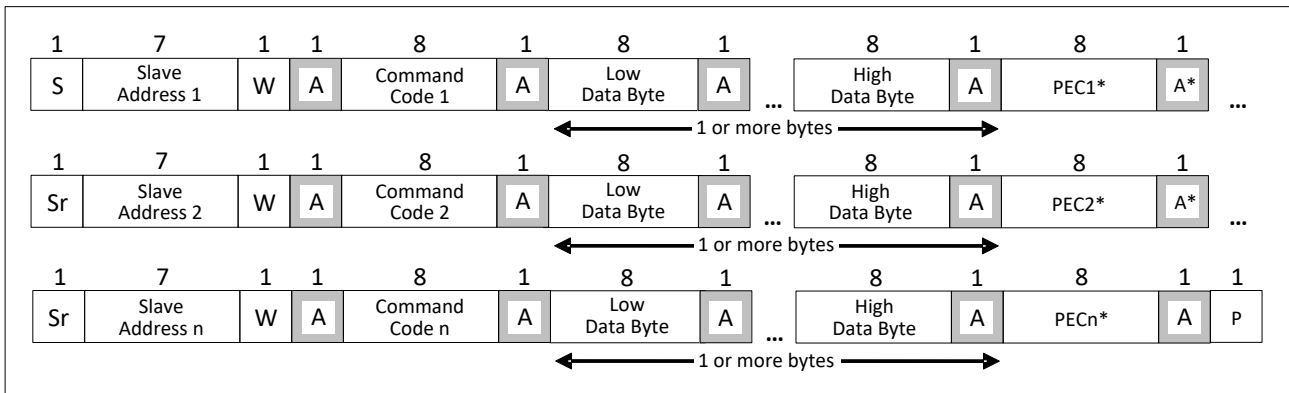 1 7 1 1 8 1 8 1 8 1 8 1
S Slave Address 1 W A Command Code 1 A Low Data Byte A ... High Data Byte A PEC1* A* ...
1 or more bytes
1 7 1 1 8 1 8 1 8 1 8 1
Sr Slave Address 2 W A Command Code 2 A Low Data Byte A ... High Data Byte A PEC2* A* ...
1 or more bytes
1 7 1 1 8 1 8 1 8 1 8 1 1
Sr Slave Address n W A Command Code n A Low Data Byte A ... High Data Byte A PECn* A P
1 or more bytes